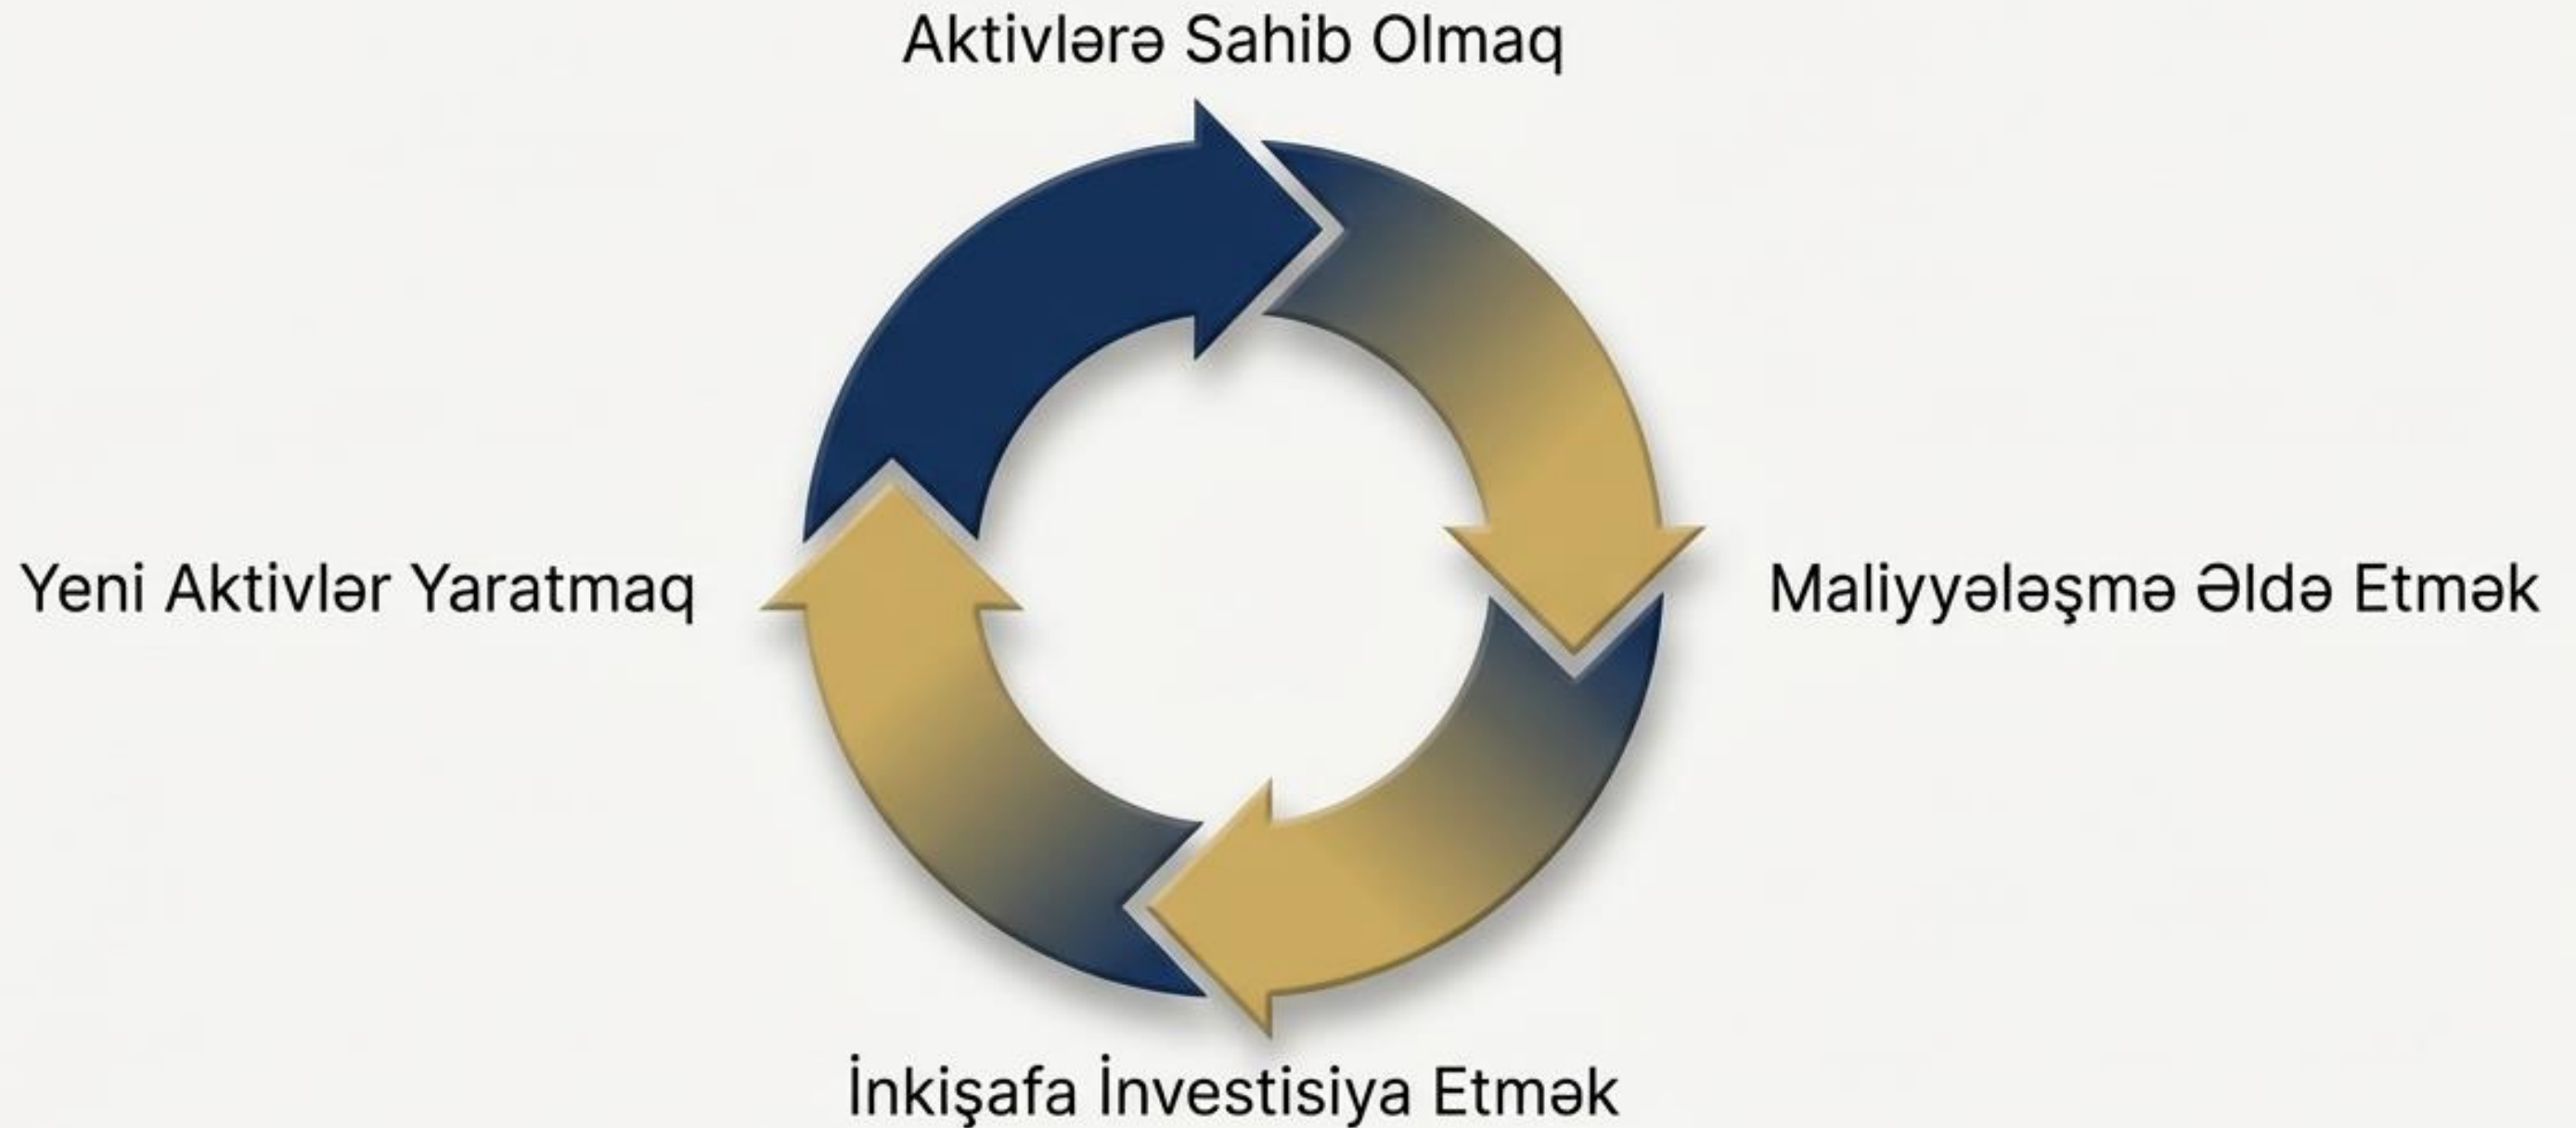 Aktivlərə Sahib Olmaq
Yeni Aktivlər Yaratmaq
Maliyyələşmə Əldə Etmək
İnkişafa İnvestisiya Etmək